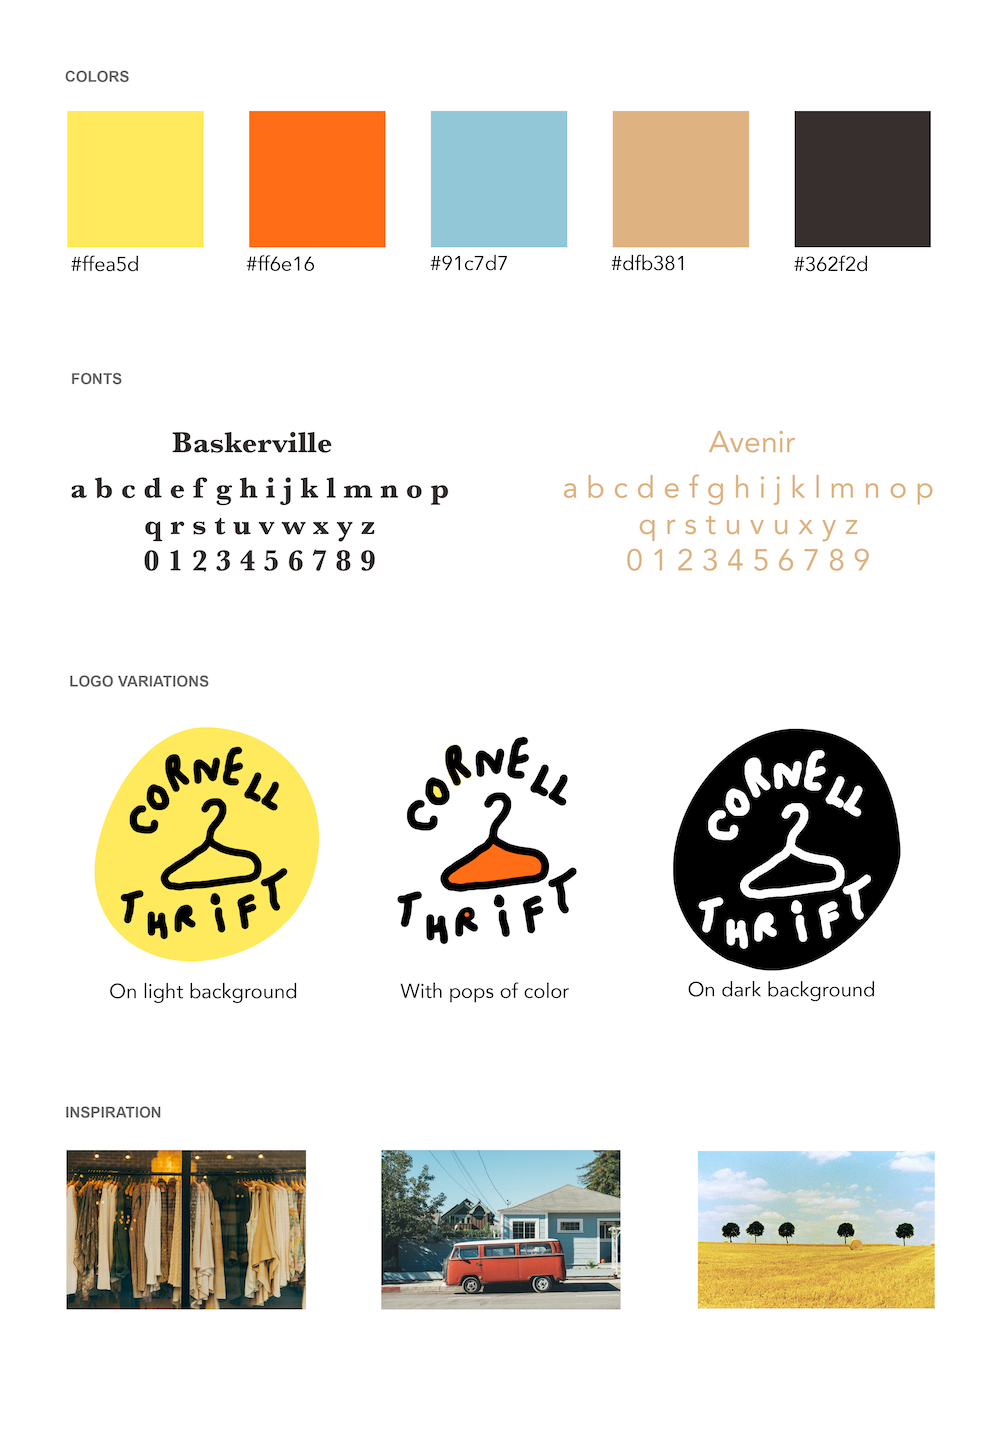 COLORS
#ffea5d
#ff6e16
#91c7d7
#dfb381
#362f2d
FONTS
Baskerville
a b c d e f g h i j k l m n o p
q r s t u v w x y z
0 1 2 3 4 5 6 7 8 9
Avenir
a b c d e f g h i j k l m n o p
q r s t u v u x y z
0 1 2 3 4 5 6 7 8 9
LOGO VARIATIONS
CORNELL
THRiFT
On light background
CORNELL
THRiFT
With pops of color
CORNELL
THRiFT
On dark background
INSPIRATION